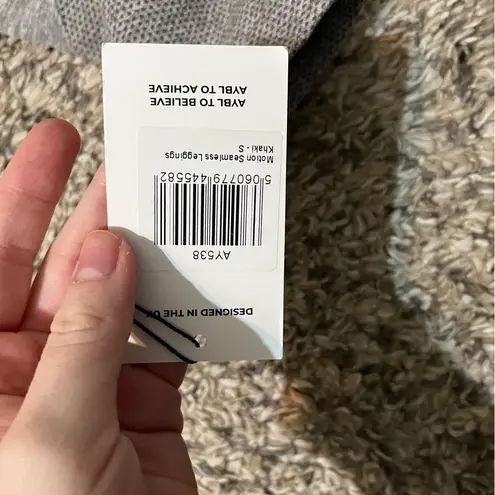 DESIGNED IN THE UK
AY538
5 060779 445582
Motion Seamless Leggings
Khaki - S
AYBL TO BELIEVE
AYBL TO ACHIEVE